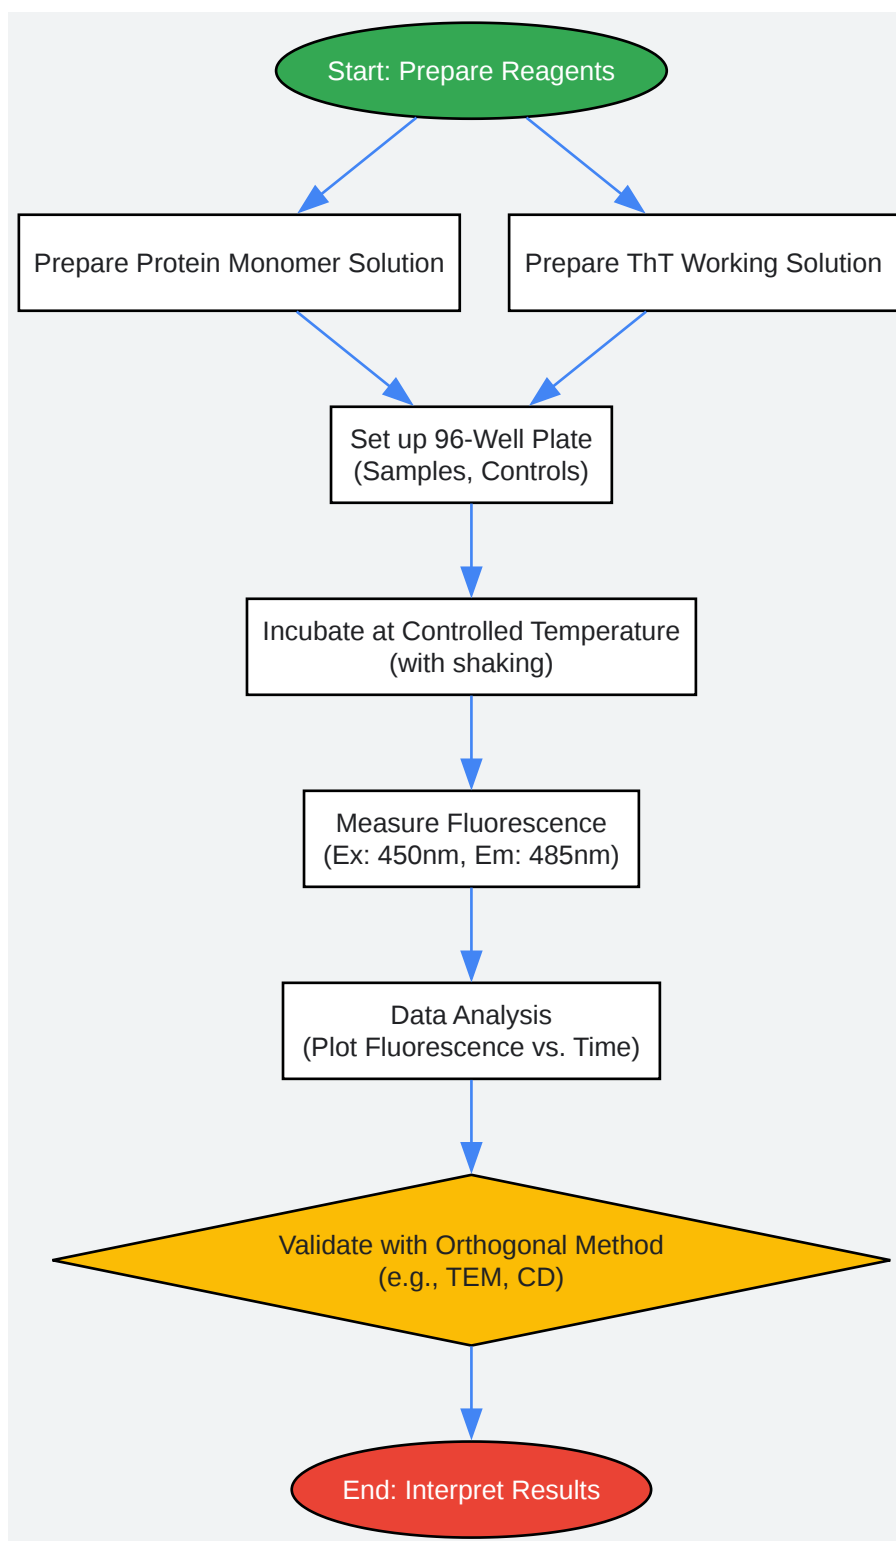 Start: Prepare Reagents
Prepare Protein Monomer Solution
Prepare ThT Working Solution
Set up 96-Well Plate
(Samples, Controls)
Incubate at Controlled Temperature
(with shaking)
Measure Fluorescence
(Ex: 450nm, Em: 485nm)
Data Analysis
(Plot Fluorescence vs. Time)
Validate with Orthogonal Method
(e.g., TEM, CD)
End: Interpret Results